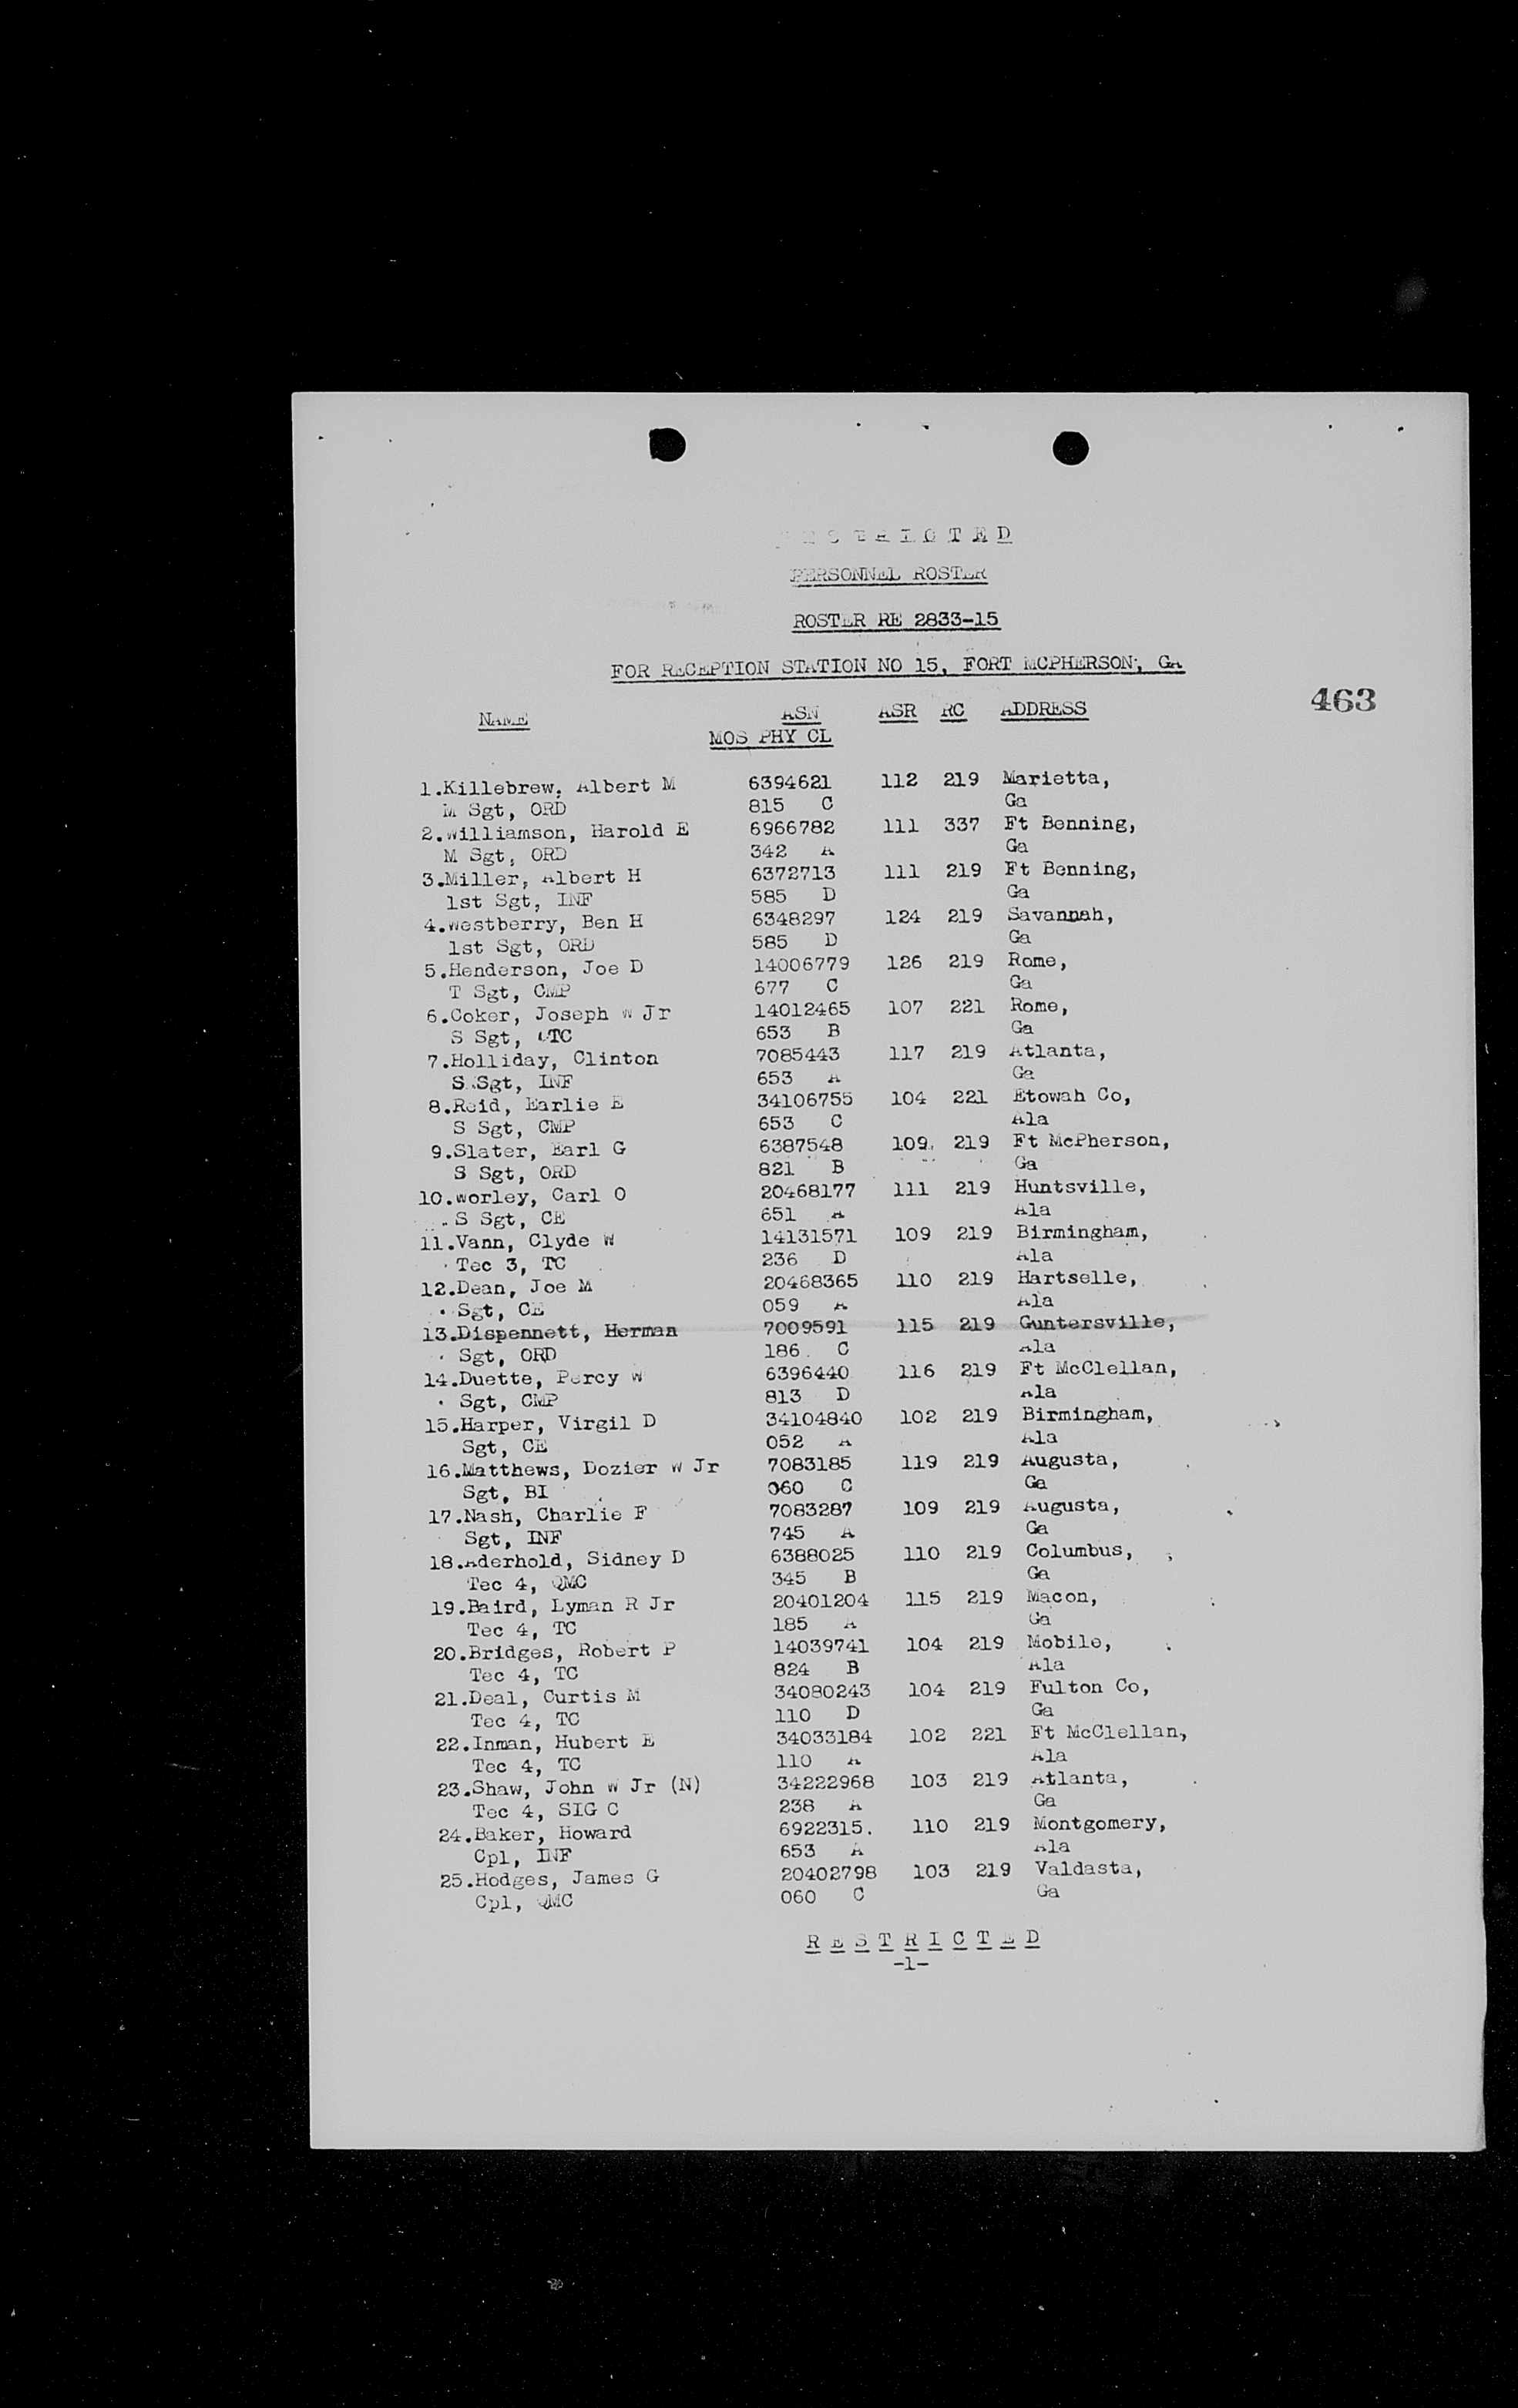 RESTRICTED
PERSONNEL ROSTER
ROSTER RE 2833-15
FOR RECEPTION STATION NO 15, FORT MCPHERSON, GA
463
NAME ASN ASR RC ADDRESS
MOS PHY CL
1.Killebrew, Albert M 6394621 112 219 Marietta,
M Sgt, ORD 815 C Ga
2.Williamson, Harold E 6966782 111 337 Ft Benning,
M Sgt, ORD 342 A Ga
3.Miller, Albert H 6372713 111 219 Ft Benning,
1st Sgt, INF 585 D Ga
4.Westberry, Ben H 6348297 124 219 Savannah,
1st Sgt, ORD 585 D Ga
5.Henderson, Joe D 14006779 126 219 Rome,
T Sgt, CMP 677 C Ga
6.Coker, Joseph W Jr 14012465 107 221 Rome,
S Sgt, 653 B Ga
7.Holliday, Clinton 7085443 117 219 Atlanta,
S Sgt, INF 653 A Ga
8.Reid, Earlie E 34106755 104 221 Etowah Co,
S Sgt, CMP 653 C Ala
9.Slater, Earl G 6387548 109 219 Ft McPherson,
S Sgt, ORD 821 B Ga
10.Worley, Carl O 20468177 111 219 Huntsville,
S Sgt, CE 651 A Ala
11.Vann, Clyde W 14131571 109 219 Birmingham,
Tec 3, TC 236 D Ala
12.Dean, Joe M 20468365 110 219 Hartselle,
Sgt, CE 059 A Ala
13.Dispennett, Herman 7009591 115 219 Guntersville,
Sgt, ORD 186 C Ala
14.Duette, Percy W 6396440 116 219 Ft McClellan,
Sgt, CMP 813 D Ala
15.Harper, Virgil D 34104840 102 219 Birmingham,
Sgt, CE 052 A Ala
16.Matthews, Dozier W Jr 7083185 119 219 Augusta,
Sgt, BI 060 C Ga
17.Nash, Charlie F 7083287 109 219 Augusta,
Sgt, INF 745 A Ga
18.Aderhold, Sidney D 6388025 110 219 Columbus,
Tec 4, QMC 345 B Ga
19.Baird, Lyman R Jr 20401204 115 219 Macon,
Tec 4, TC 185 A Ga
20.Bridges, Robert P 14039741 104 219 Mobile,
Tec 4, TC 824 B Ala
21.Deal, Curtis M 34080243 104 219 Fulton Co,
Tec 4, TC 110 D Ga
22.Inman, Hubert E 34033184 102 221 Ft McClellan,
Tec 4, TC 110 A Ala
23.Shaw, John W Jr (N) 34222968 103 219 Atlanta,
Tec 4, SIG C 238 A Ga
24.Baker, Howard 6922315. 110 219 Montgomery,
Cpl, INF 653 A Ala
25.Hodges, James G 20402798 103 219 Valdasta,
Cpl, QMC 060 C Ga
RESTRICTED
-1-